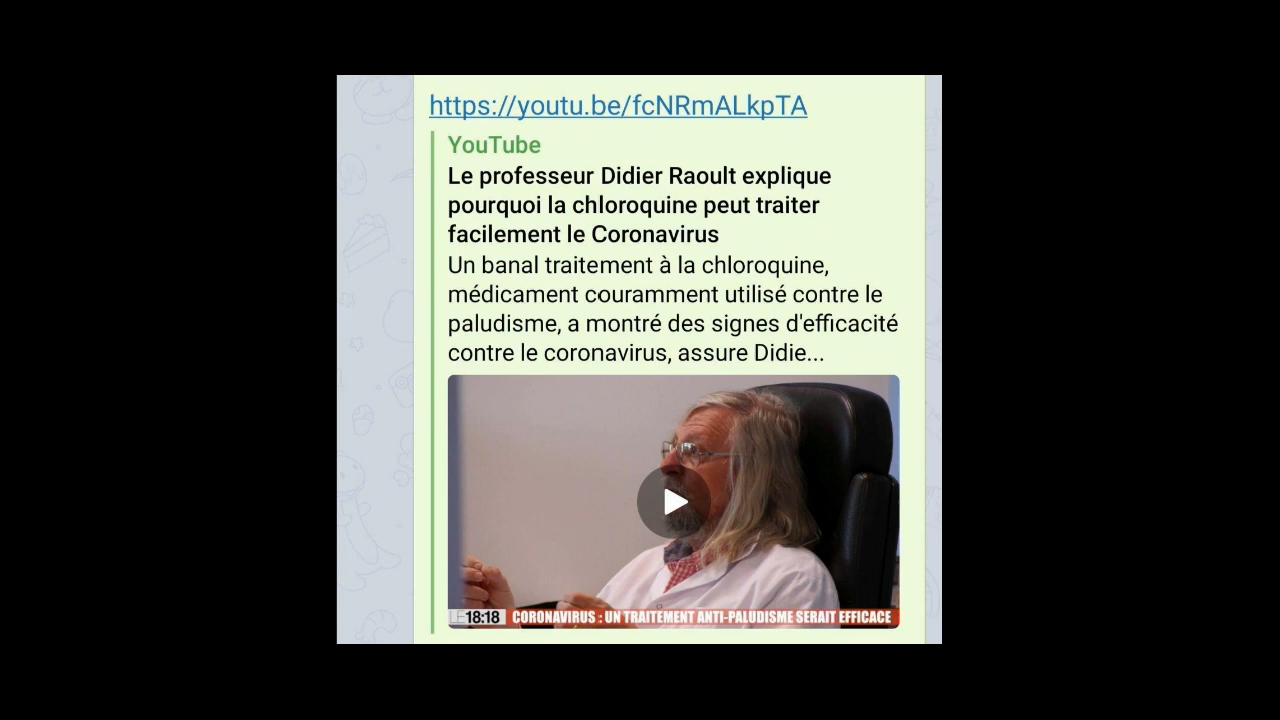 https://youtu.be/fcNRmALkpTA
YouTube
Le professeur Didier Raoult explique
pourquoi la chloroquine peut traiter
facilement le Coronavirus
Un banal traitement à la chloroquine,
médicament couramment utilisé contre le
paludisme, a montré des signes d'efficacité
contre le coronavirus, assure Didie...
LE 18:18 CORONAVIRUS : UN TRAITEMENT ANTI-PALUDISME SERAIT EFFICACE